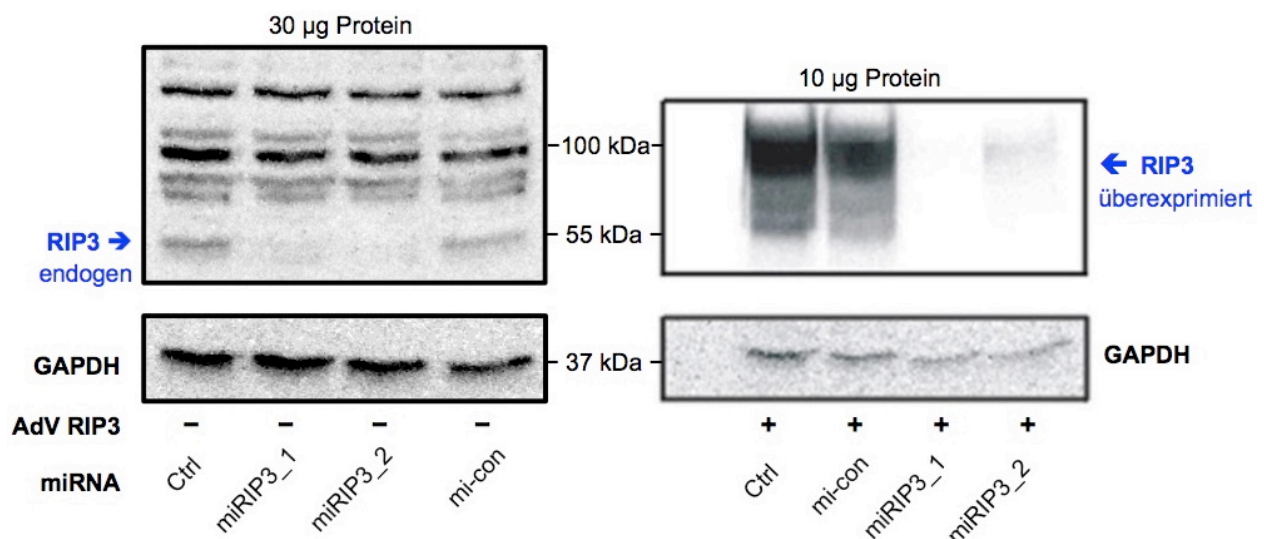 30 µg Protein
10 µg Protein
100 kDa
RIP3
überexprimiert
RIP3
endogen
55 kDa
GAPDH
37 kDa
GAPDH
AdV RIP3 – – – – + + + +
miRNA Ctrl miRIP3_1 miRIP3_2 mi-con Ctrl mi-con miRIP3_1 miRIP3_2